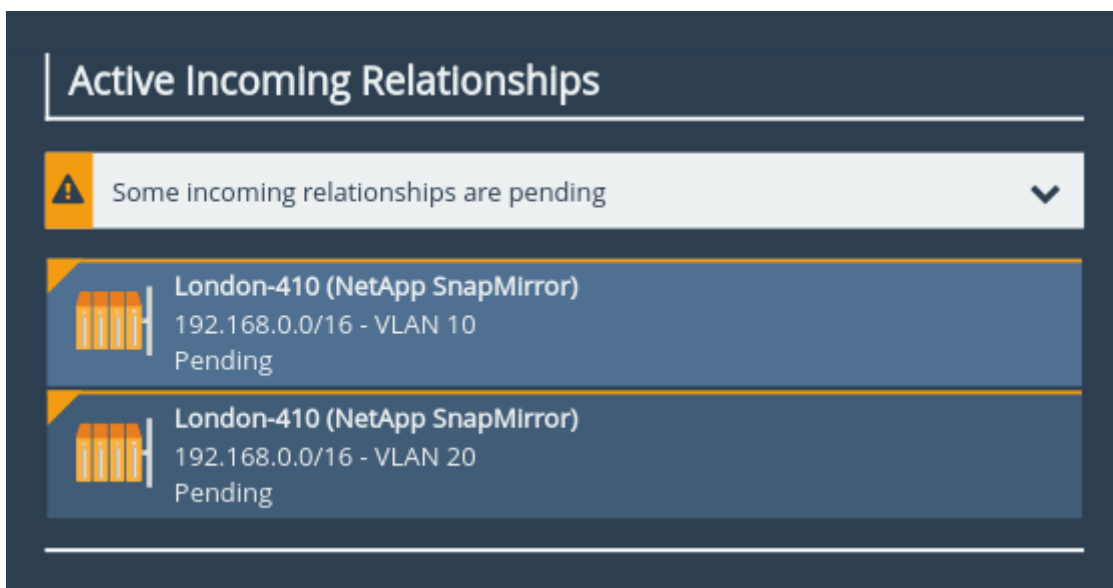 Active Incoming Relationships
Some incoming relationships are pending
London-410 (NetApp SnapMirror)
192.168.0.0/16 - VLAN 10
Pending
London-410 (NetApp SnapMirror)
192.168.0.0/16 - VLAN 20
Pending